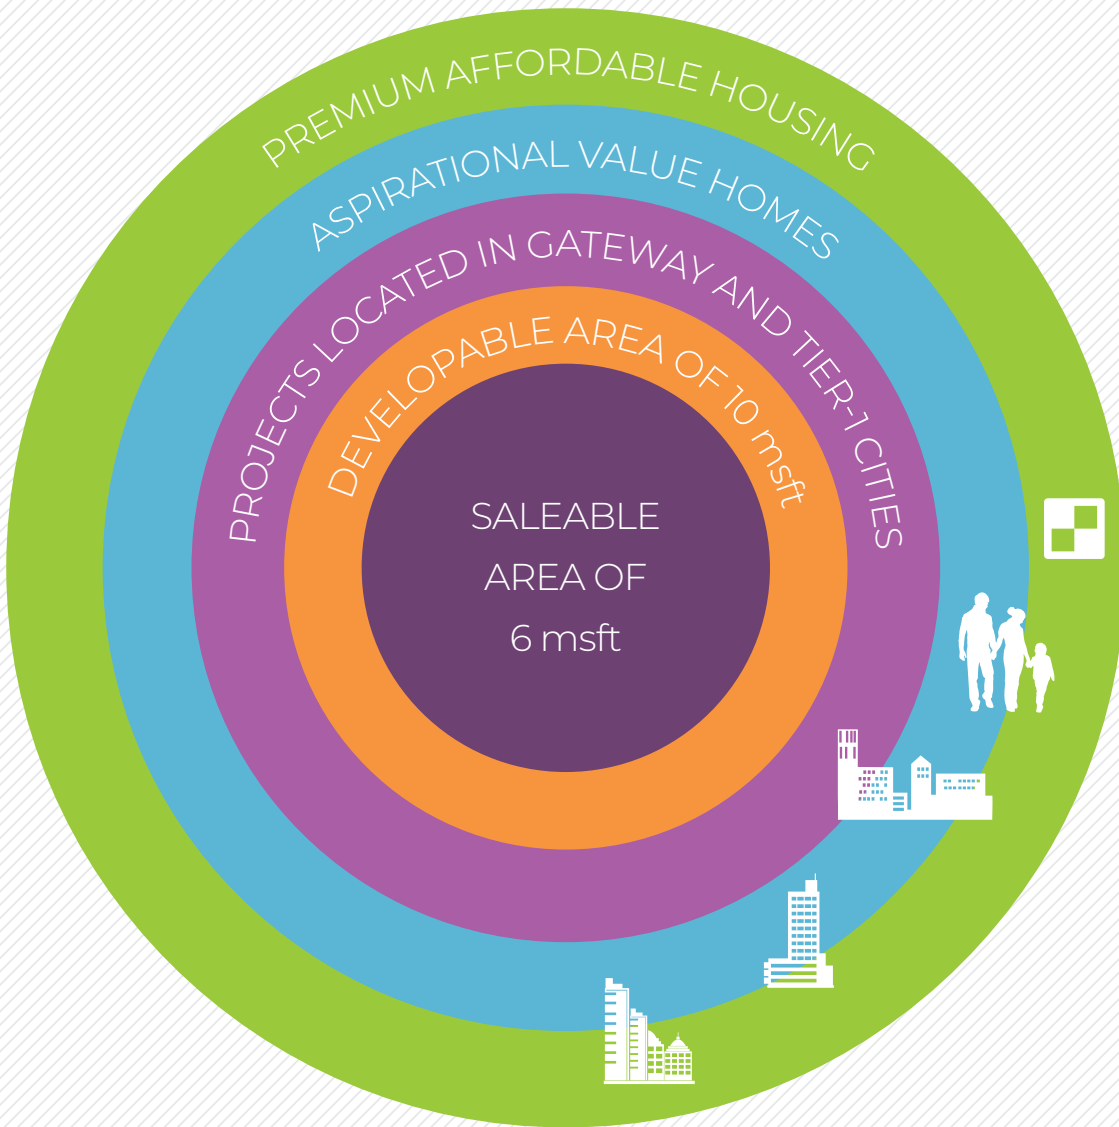 PREMIUM AFFORDABLE HOUSING
ASPIRATIONAL VALUE HOMES
PROJECTS LOCATED IN GATEWAY AND TIER-1 CITIES
DEVELOPABLE AREA OF 10 msft
SALEABLE
AREA OF
6 msft